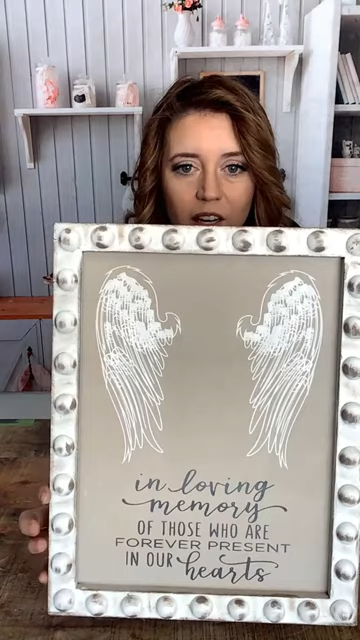 in loving
memory
OF THOSE WHO ARE
FOREVER PRESENT
IN OUR hearts